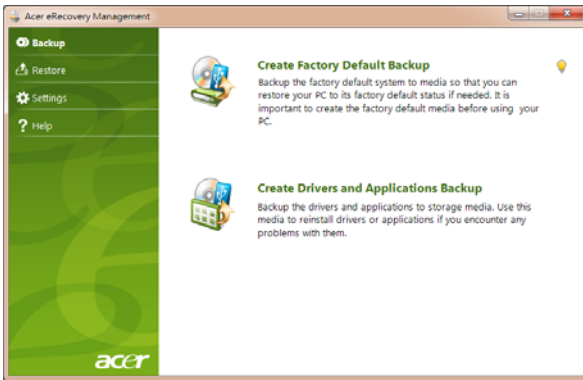 Acer eRecovery Management
Backup
Restore
Settings
Help
Create Factory Default Backup
Backup the factory default system to media so that you can
restore your PC to its factory default status if needed. It is
important to create the factory default media before using your
PC.
Create Drivers and Applications Backup
Backup the drivers and applications to storage media. Use this
media to reinstall drivers or applications if you encounter any
problems with them.
acer